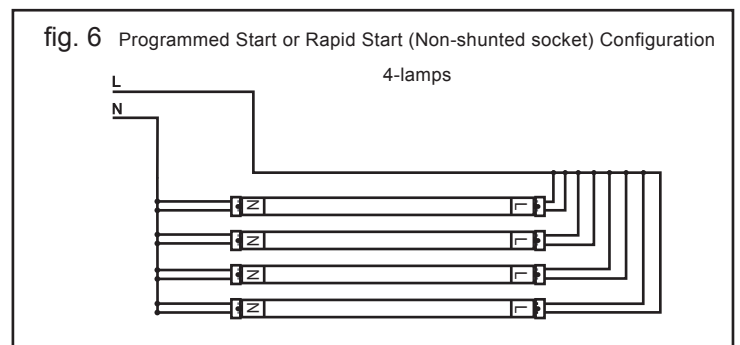 fig. 6 Programmed Start or Rapid Start (Non-shunted socket) Configuration
4-lamps
L
N
N L
N L
N L
N L